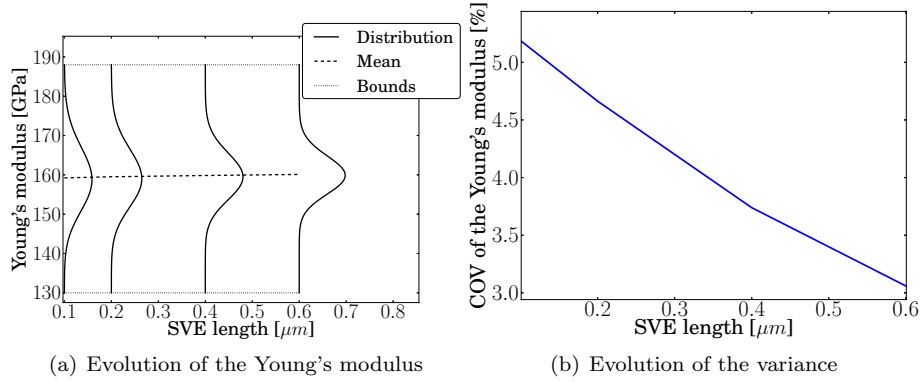 Distribution
Mean
Bounds
190
180
170
160
150
140
130
0.1 0.2 0.3 0.4 0.5 0.6 0.7 0.8
Young's modulus [GPa]
SVE length [μm]
(a) Evolution of the Young's modulus
5.0
4.5
4.0
3.5
3.0
0.2 0.3 0.4 0.5 0.6
COV of the Young's modulus [%]
SVE length [μm]
(b) Evolution of the variance